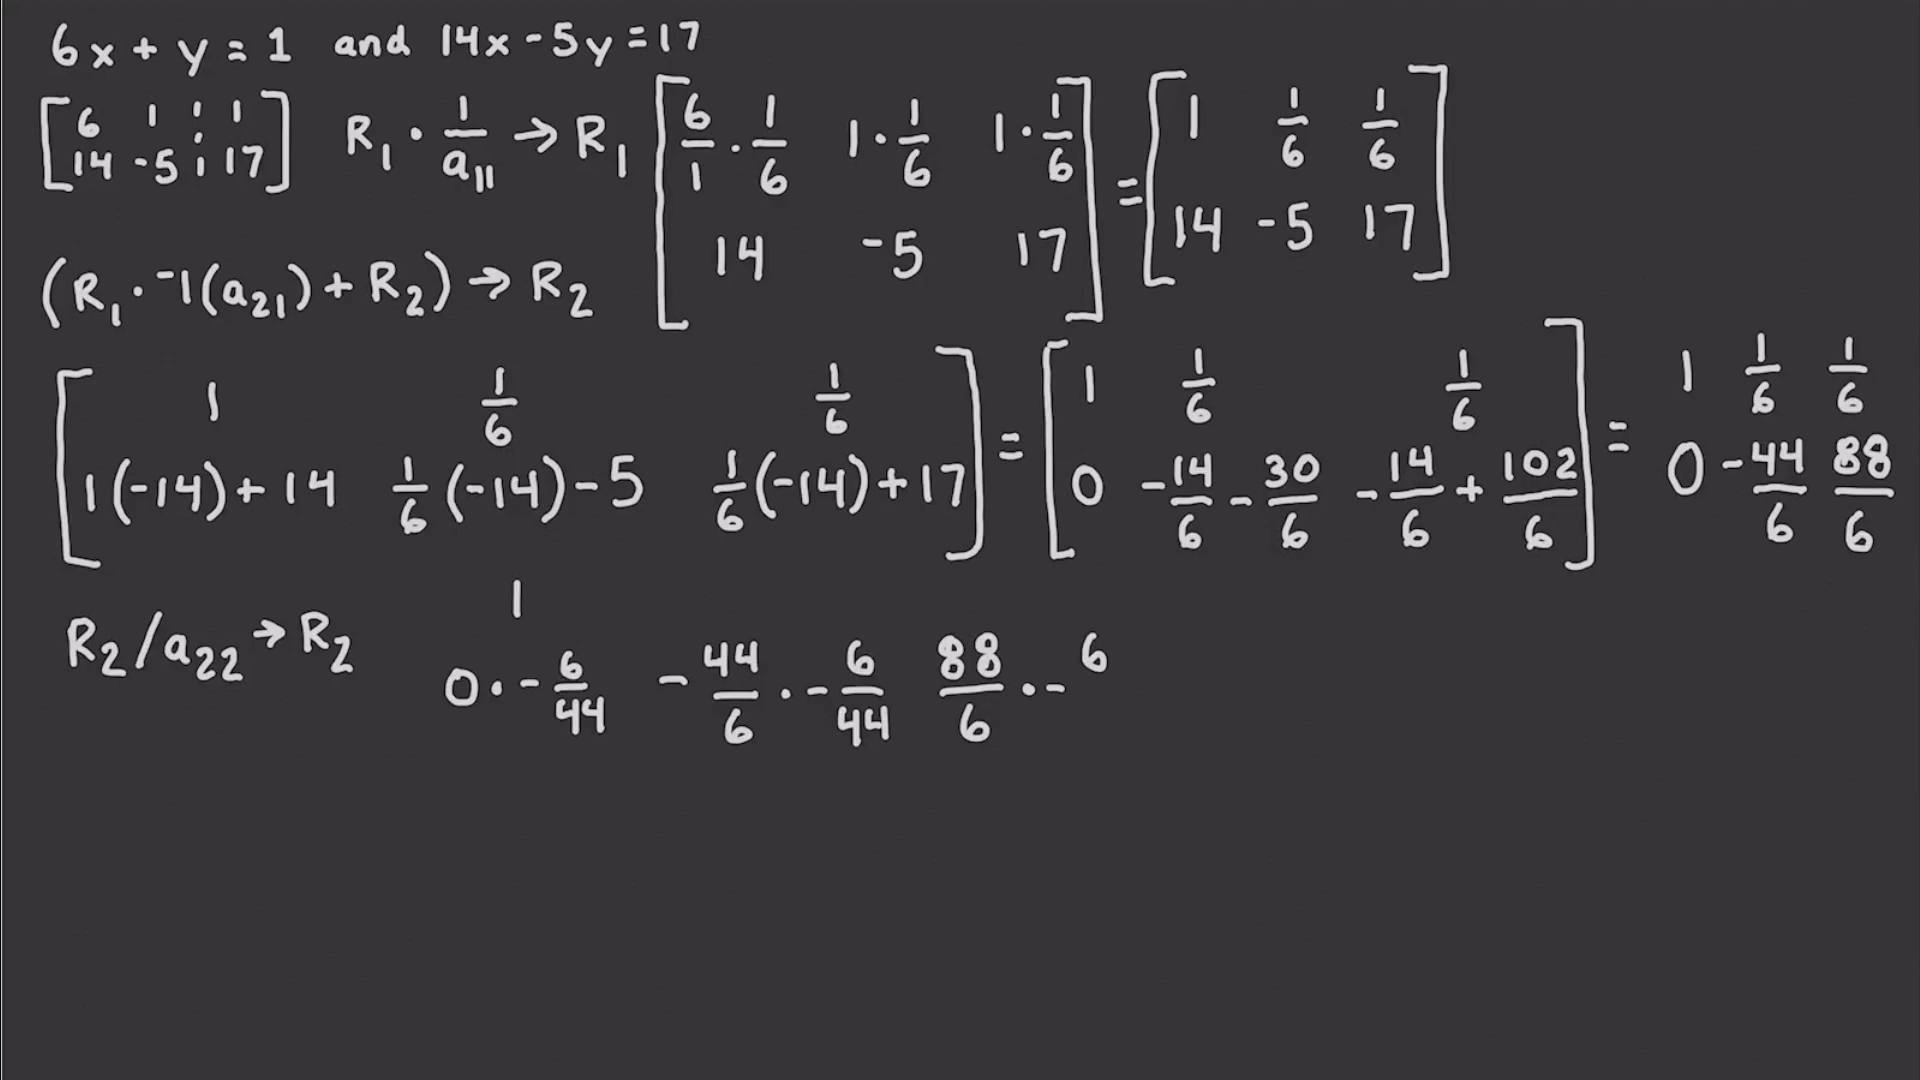 6x + y = 1 and 14x - 5y = 17
[6 1 ⋮ 1] R₁ · 1/a₁₁ → R₁ [6/1 · 1/6 1 · 1/6 1 · 1/6] = [1 1/6 1/6]
[14 -5 ⋮ 17] [14 -5 17] [14 -5 17]
(R₁ · -1(a₂₁) + R₂) → R₂
[1 1/6 1/6] = [1 1/6 1/6] = 1 1/6 1/6
[1(-14) + 14 1/6(-14) - 5 1/6(-14) + 17] [0 -14/6 - 30/6 -14/6 + 102/6] 0 -44/6 88/6
R₂/a₂₂ → R₂ 1
0 · -6/44 -44/6 · -6/44 88/6 · - 6